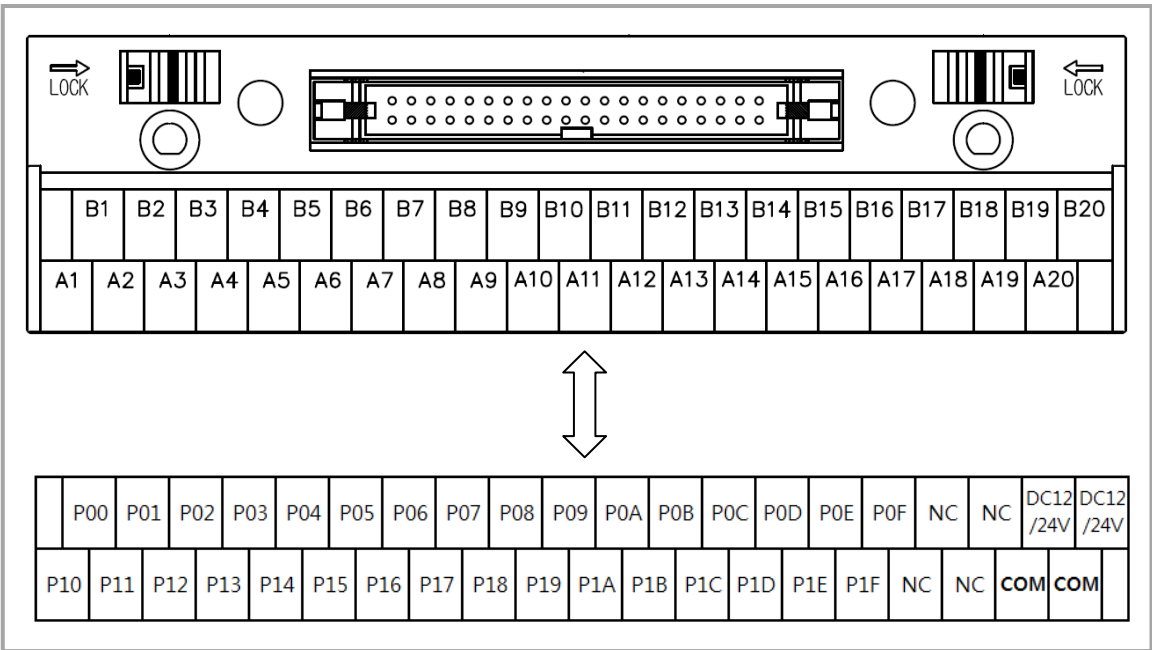 LOCK
LOCK
B1 B2 B3 B4 B5 B6 B7 B8 B9 B10 B11 B12 B13 B14 B15 B16 B17 B18 B19 B20
A1 A2 A3 A4 A5 A6 A7 A8 A9 A10 A11 A12 A13 A14 A15 A16 A17 A18 A19 A20
P00 P01 P02 P03 P04 P05 P06 P07 P08 P09 P0A P0B P0C P0D P0E P0F NC NC DC12 /24V DC12 /24V
P10 P11 P12 P13 P14 P15 P16 P17 P18 P19 P1A P1B P1C P1D P1E P1F NC NC COM COM